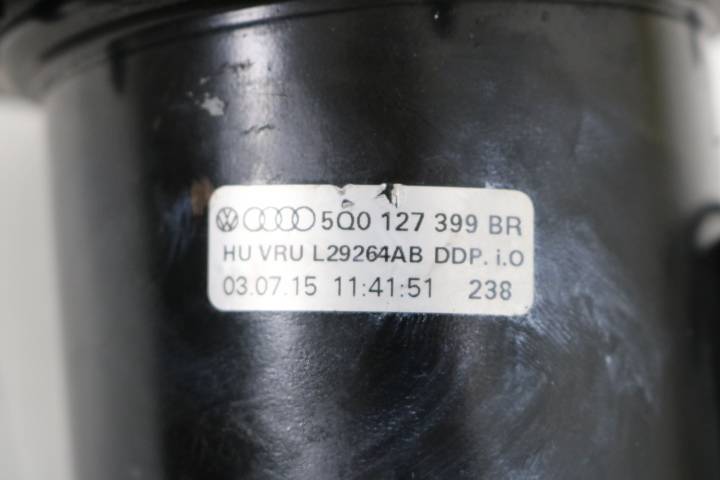 5Q0 127 399 BR
HU VRU L29264AB DDP. i.O
03.07.15 11:41:51 238